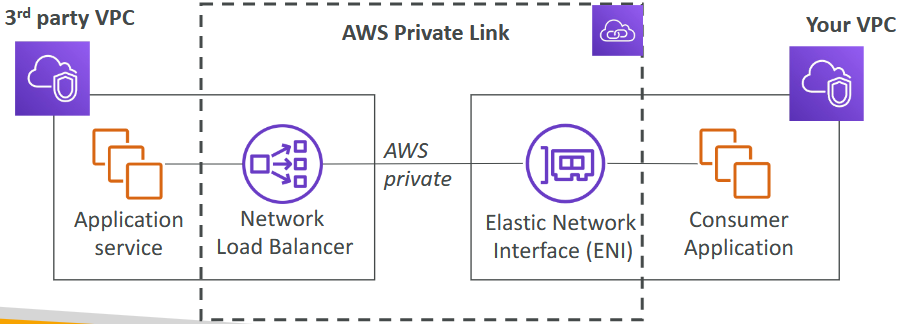 3rd party VPC
AWS Private Link
Your VPC
AWS
private
Application
service
Network
Load Balancer
Elastic Network
Interface (ENI)
Consumer
Application